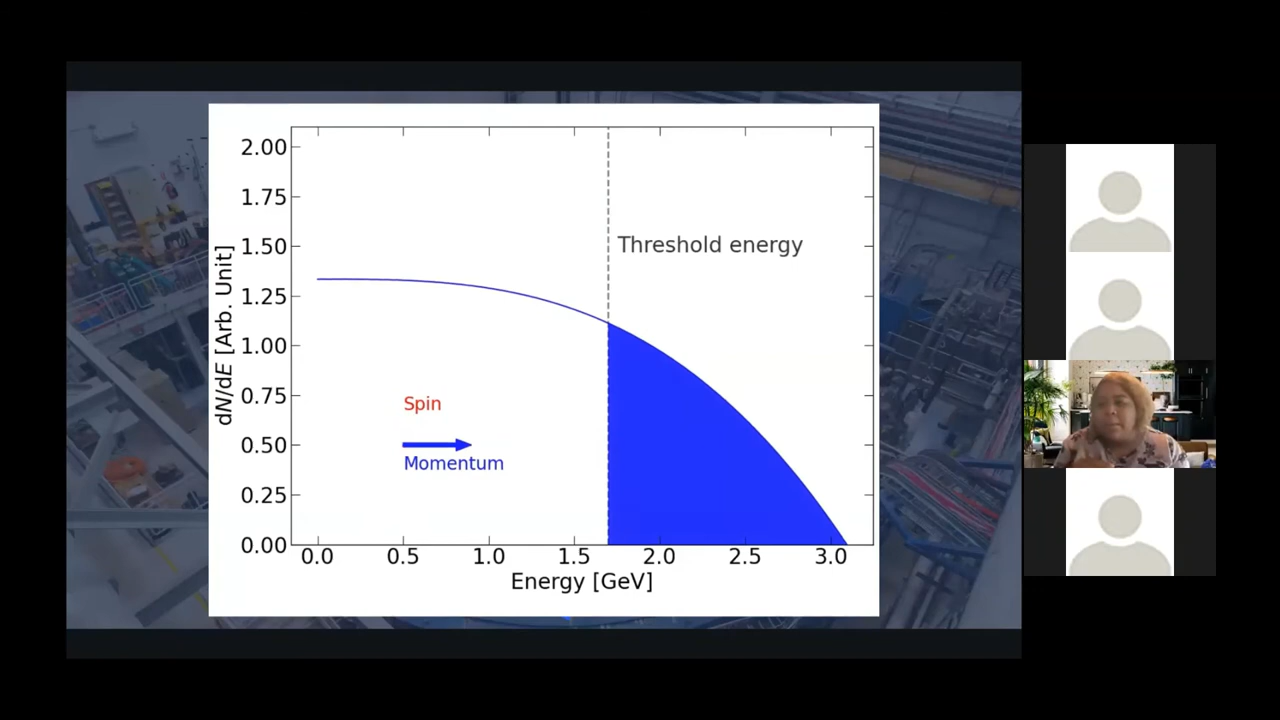 2.00
1.75
1.50
1.25
1.00
0.75
0.50
0.25
0.00
dN/dE [Arb. Unit]
Threshold energy
Spin
Momentum
0.0 0.5 1.0 1.5 2.0 2.5 3.0
Energy [GeV]